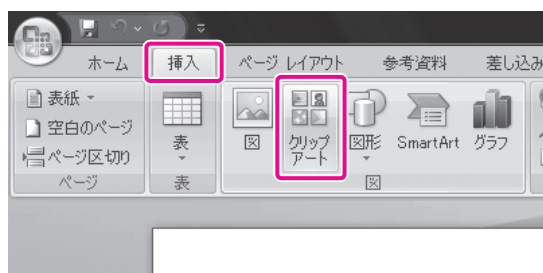 ホーム 挿入 ページ レイアウト 参考資料 差し込み
表紙
空白のページ
ページ区切り
ページ
表
表
図
クリップ
アート
図形
SmartArt
グラフ
図